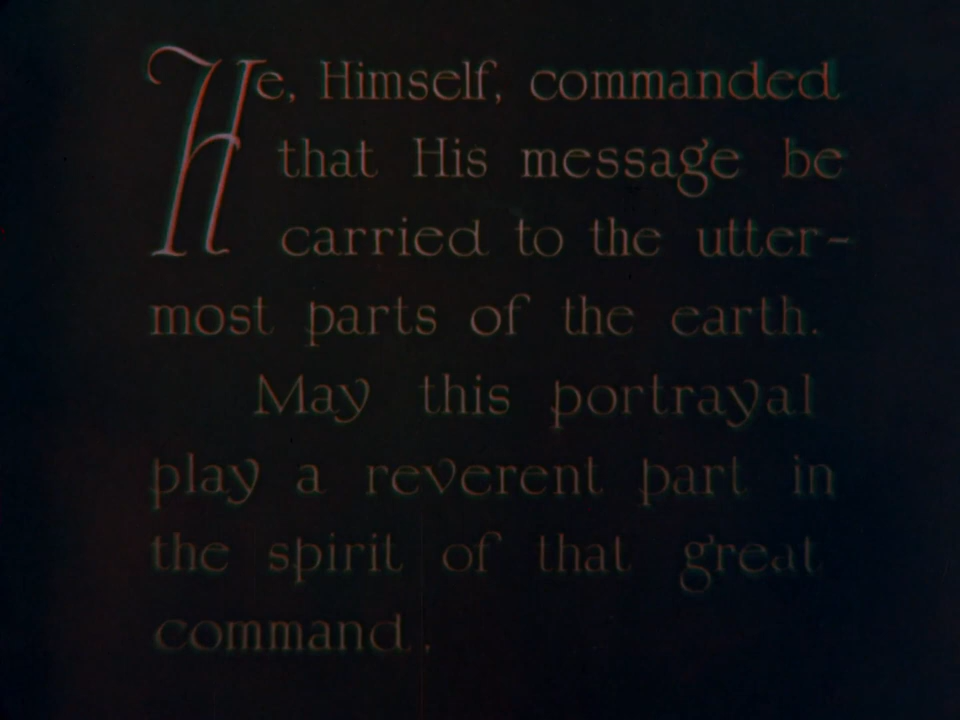 He, Himself, commanded
that His message be
carried to the utter-
most parts of the earth.
May this portrayal
play a reverent part in
the spirit of that great
command.